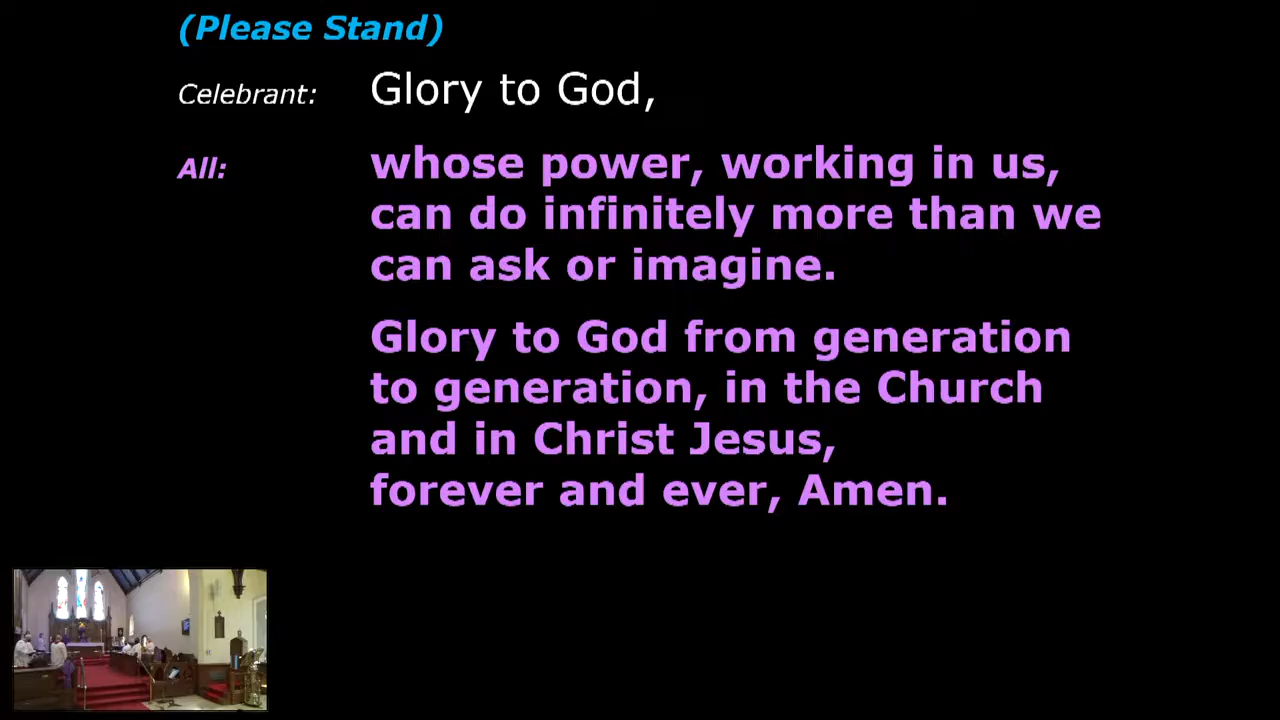 (Please Stand)
Celebrant: Glory to God,
All: whose power, working in us,
can do infinitely more than we
can ask or imagine.
Glory to God from generation
to generation, in the Church
and in Christ Jesus,
forever and ever, Amen.